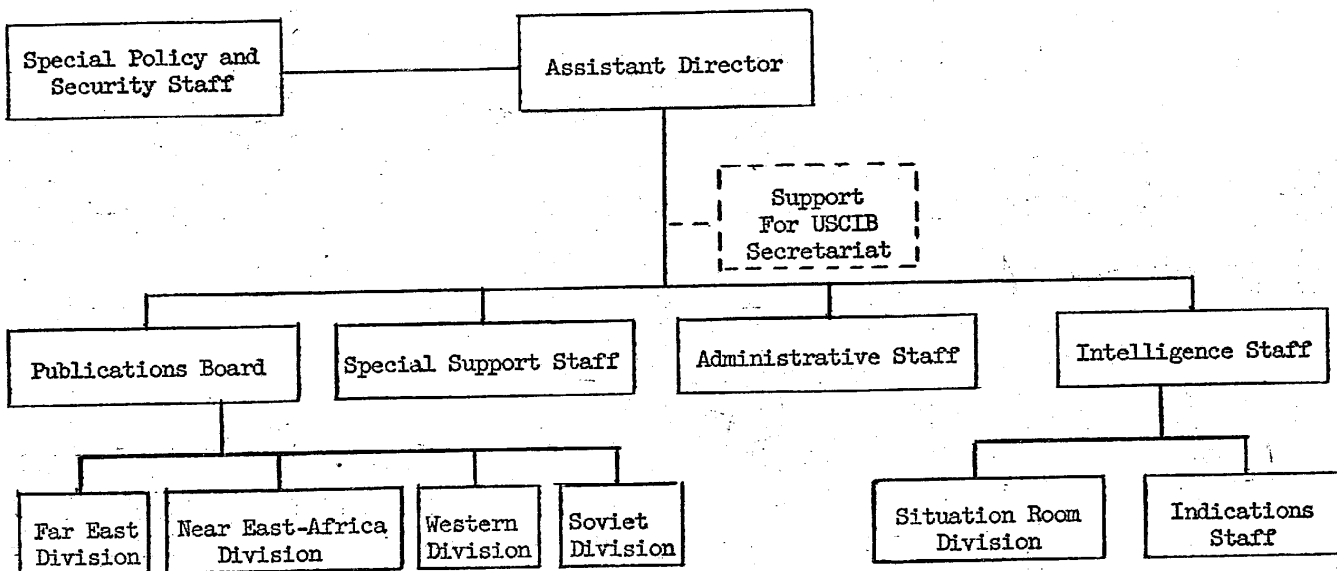 Special Policy and
Security Staff
Assistant Director
Support
For USCIB
Secretariat
Publications Board
Special Support Staff
Administrative Staff
Intelligence Staff
Far East
Division
Near East-Africa
Division
Western
Division
Soviet
Division
Situation Room
Division
Indications
Staff